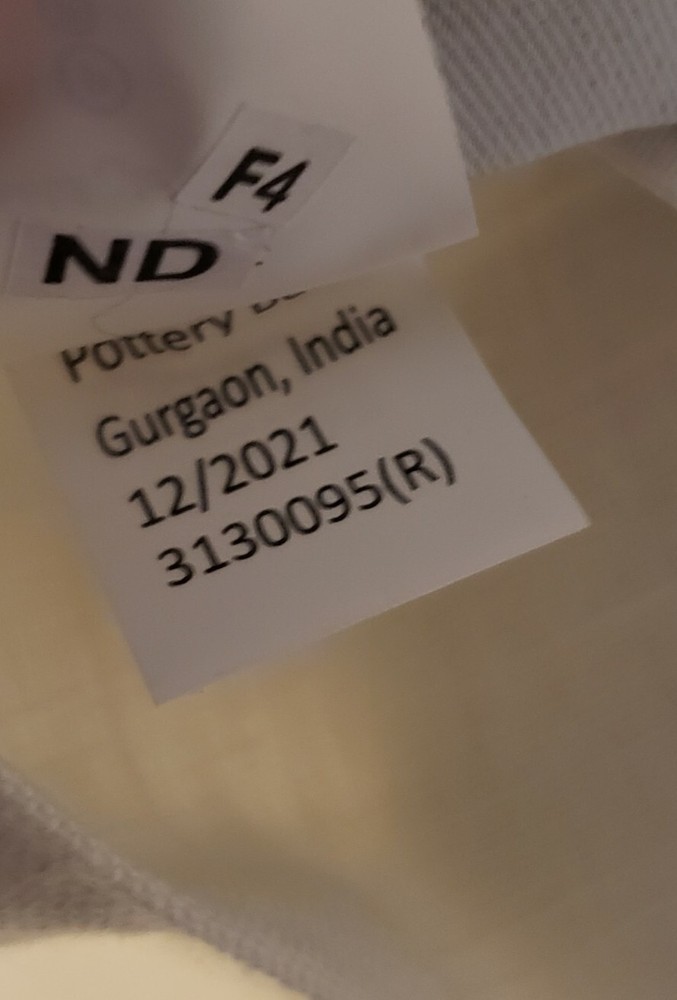 F4
ND
Pottery
Gurgaon, India
12/2021
3130095(R)